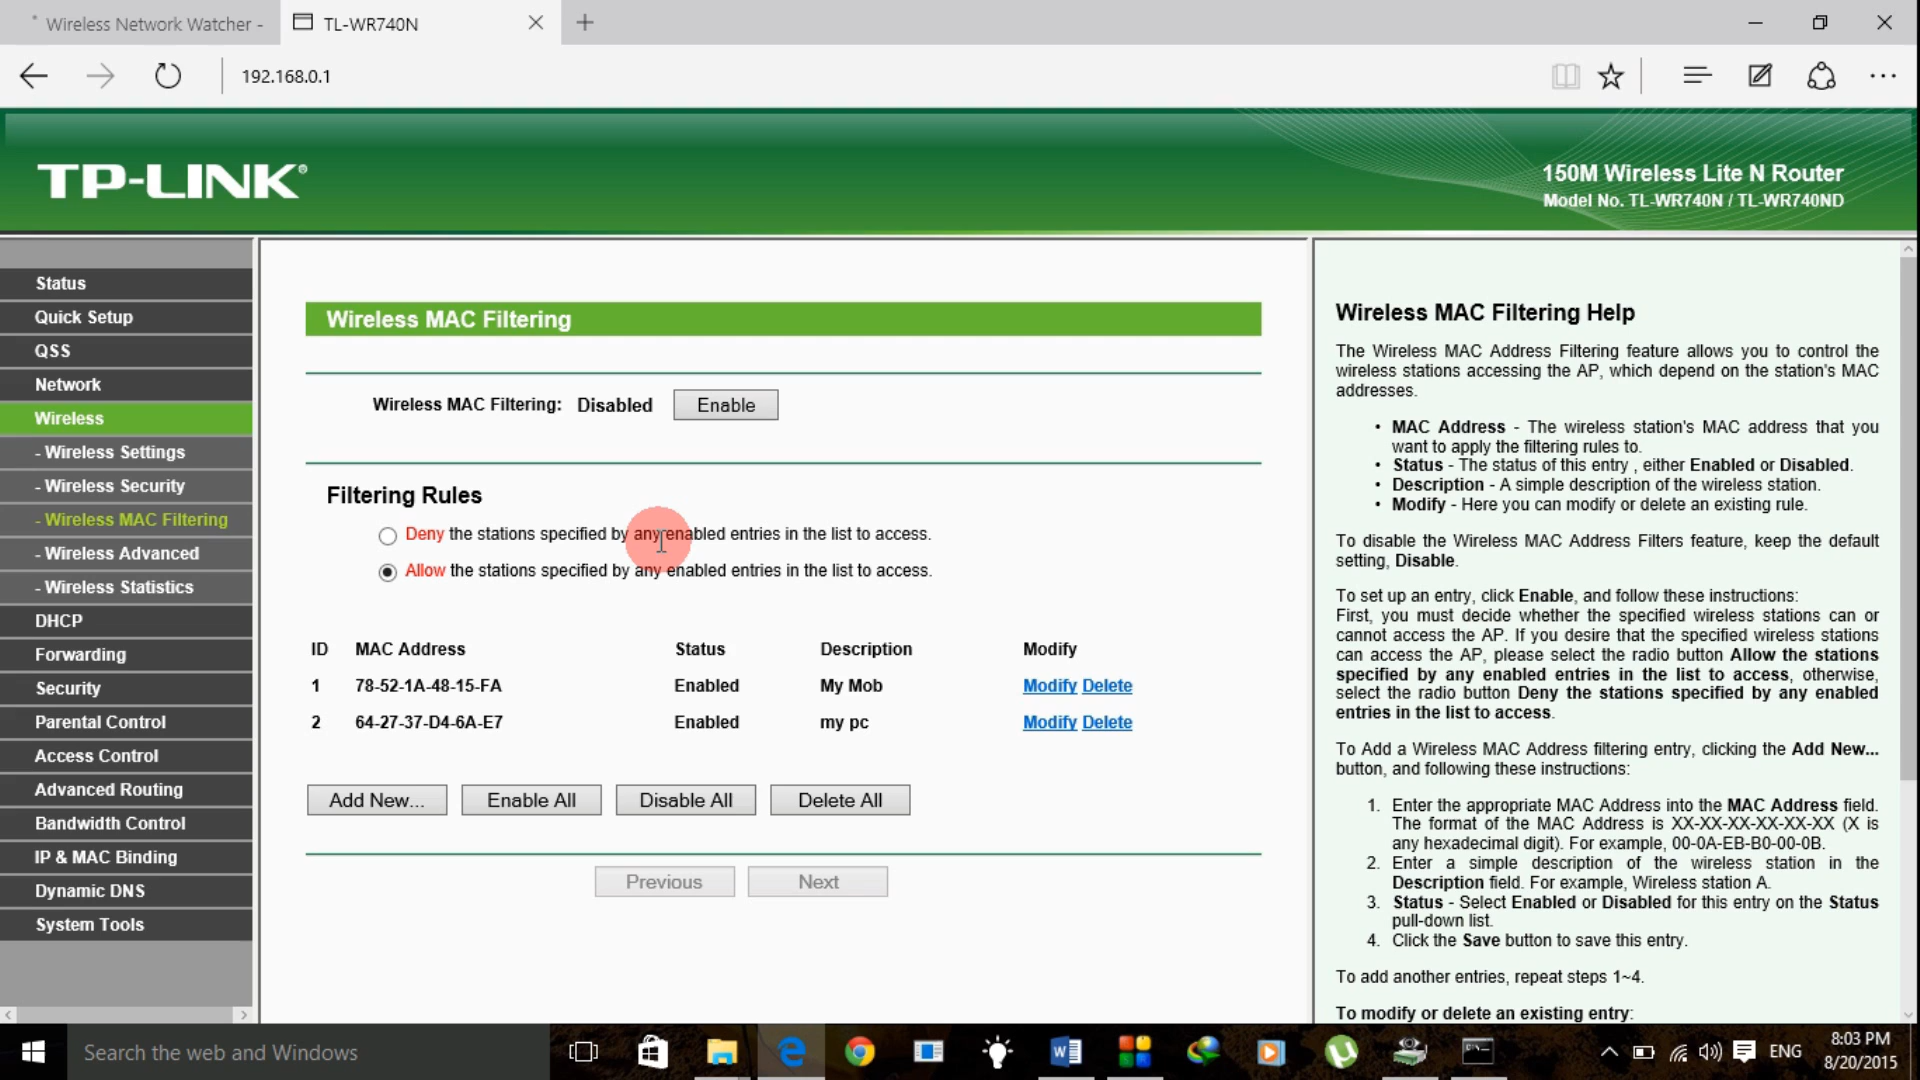 Wireless Network Watcher -
TL-WR740N
192.168.0.1
TP-LINK®
150M Wireless Lite N Router
Model No. TL-WR740N / TL-WR740ND
Status
Quick Setup
QSS
Network
Wireless
- Wireless Settings
- Wireless Security
- Wireless MAC Filtering
- Wireless Advanced
- Wireless Statistics
DHCP
Forwarding
Security
Parental Control
Access Control
Advanced Routing
Bandwidth Control
IP & MAC Binding
Dynamic DNS
System Tools
Wireless MAC Filtering
Wireless MAC Filtering: Disabled Enable
Filtering Rules
Deny the stations specified by any enabled entries in the list to access.
Allow the stations specified by any enabled entries in the list to access.
ID MAC Address Status Description Modify
1 78-52-1A-48-15-FA Enabled My Mob Modify Delete
2 64-27-37-D4-6A-E7 Enabled my pc Modify Delete
Add New... Enable All Disable All Delete All
Previous Next
Wireless MAC Filtering Help
The Wireless MAC Address Filtering feature allows you to control the
wireless stations accessing the AP, which depend on the station's MAC
addresses.
• MAC Address - The wireless station's MAC address that you
want to apply the filtering rules to.
• Status - The status of this entry , either Enabled or Disabled.
• Description - A simple description of the wireless station.
• Modify - Here you can modify or delete an existing rule.
To disable the Wireless MAC Address Filters feature, keep the default
setting, Disable.
To set up an entry, click Enable, and follow these instructions:
First, you must decide whether the specified wireless stations can or
cannot access the AP. If you desire that the specified wireless stations
can access the AP, please select the radio button Allow the stations
specified by any enabled entries in the list to access, otherwise,
select the radio button Deny the stations specified by any enabled
entries in the list to access.
To Add a Wireless MAC Address filtering entry, clicking the Add New...
button, and following these instructions:
1. Enter the appropriate MAC Address into the MAC Address field.
The format of the MAC Address is XX-XX-XX-XX-XX-XX (X is
any hexadecimal digit). For example, 00-0A-EB-B0-00-0B.
2. Enter a simple description of the wireless station in the
Description field. For example, Wireless station A.
3. Status - Select Enabled or Disabled for this entry on the Status
pull-down list.
4. Click the Save button to save this entry.
To add another entries, repeat steps 1~4.
To modify or delete an existing entry:
Search the web and Windows
ENG
8:03 PM
8/20/2015